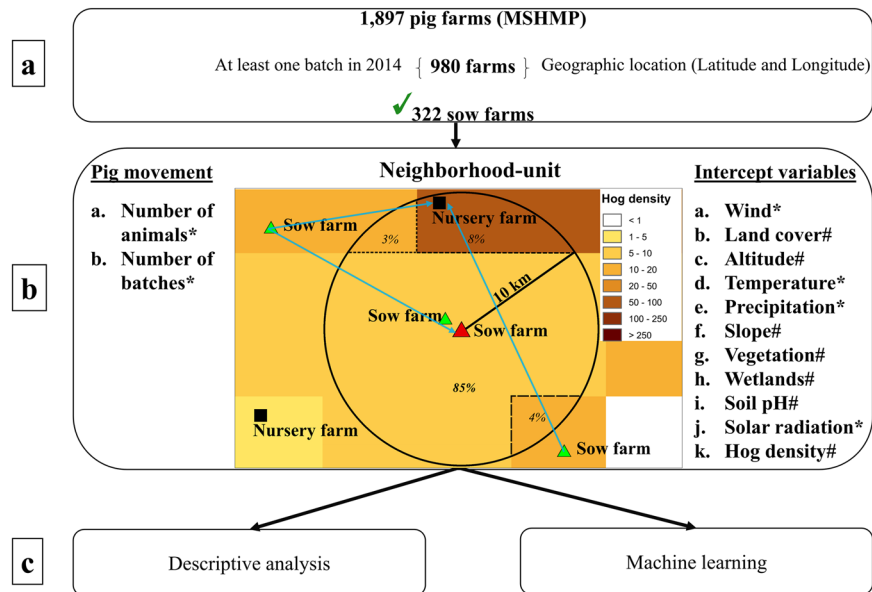 1,897 pig farms (MSHMP)
a
At least one batch in 2014 { 980 farms } Geographic location (Latitude and Longitude)
322 sow farms
b
Pig movement
a. Number of
animals*
b. Number of
batches*
Neighborhood-unit
Sow farm
Nursery farm
3%
8%
10 km
Sow farm
Sow farm
85%
4%
Nursery farm
Sow farm
Hog density
< 1
1 - 5
5 - 10
10 - 20
20 - 50
50 - 100
100 - 250
> 250
Intercept variables
a. Wind*
b. Land cover#
c. Altitude#
d. Temperature*
e. Precipitation*
f. Slope#
g. Vegetation#
h. Wetlands#
i. Soil pH#
j. Solar radiation*
k. Hog density#
c
Descriptive analysis
Machine learning